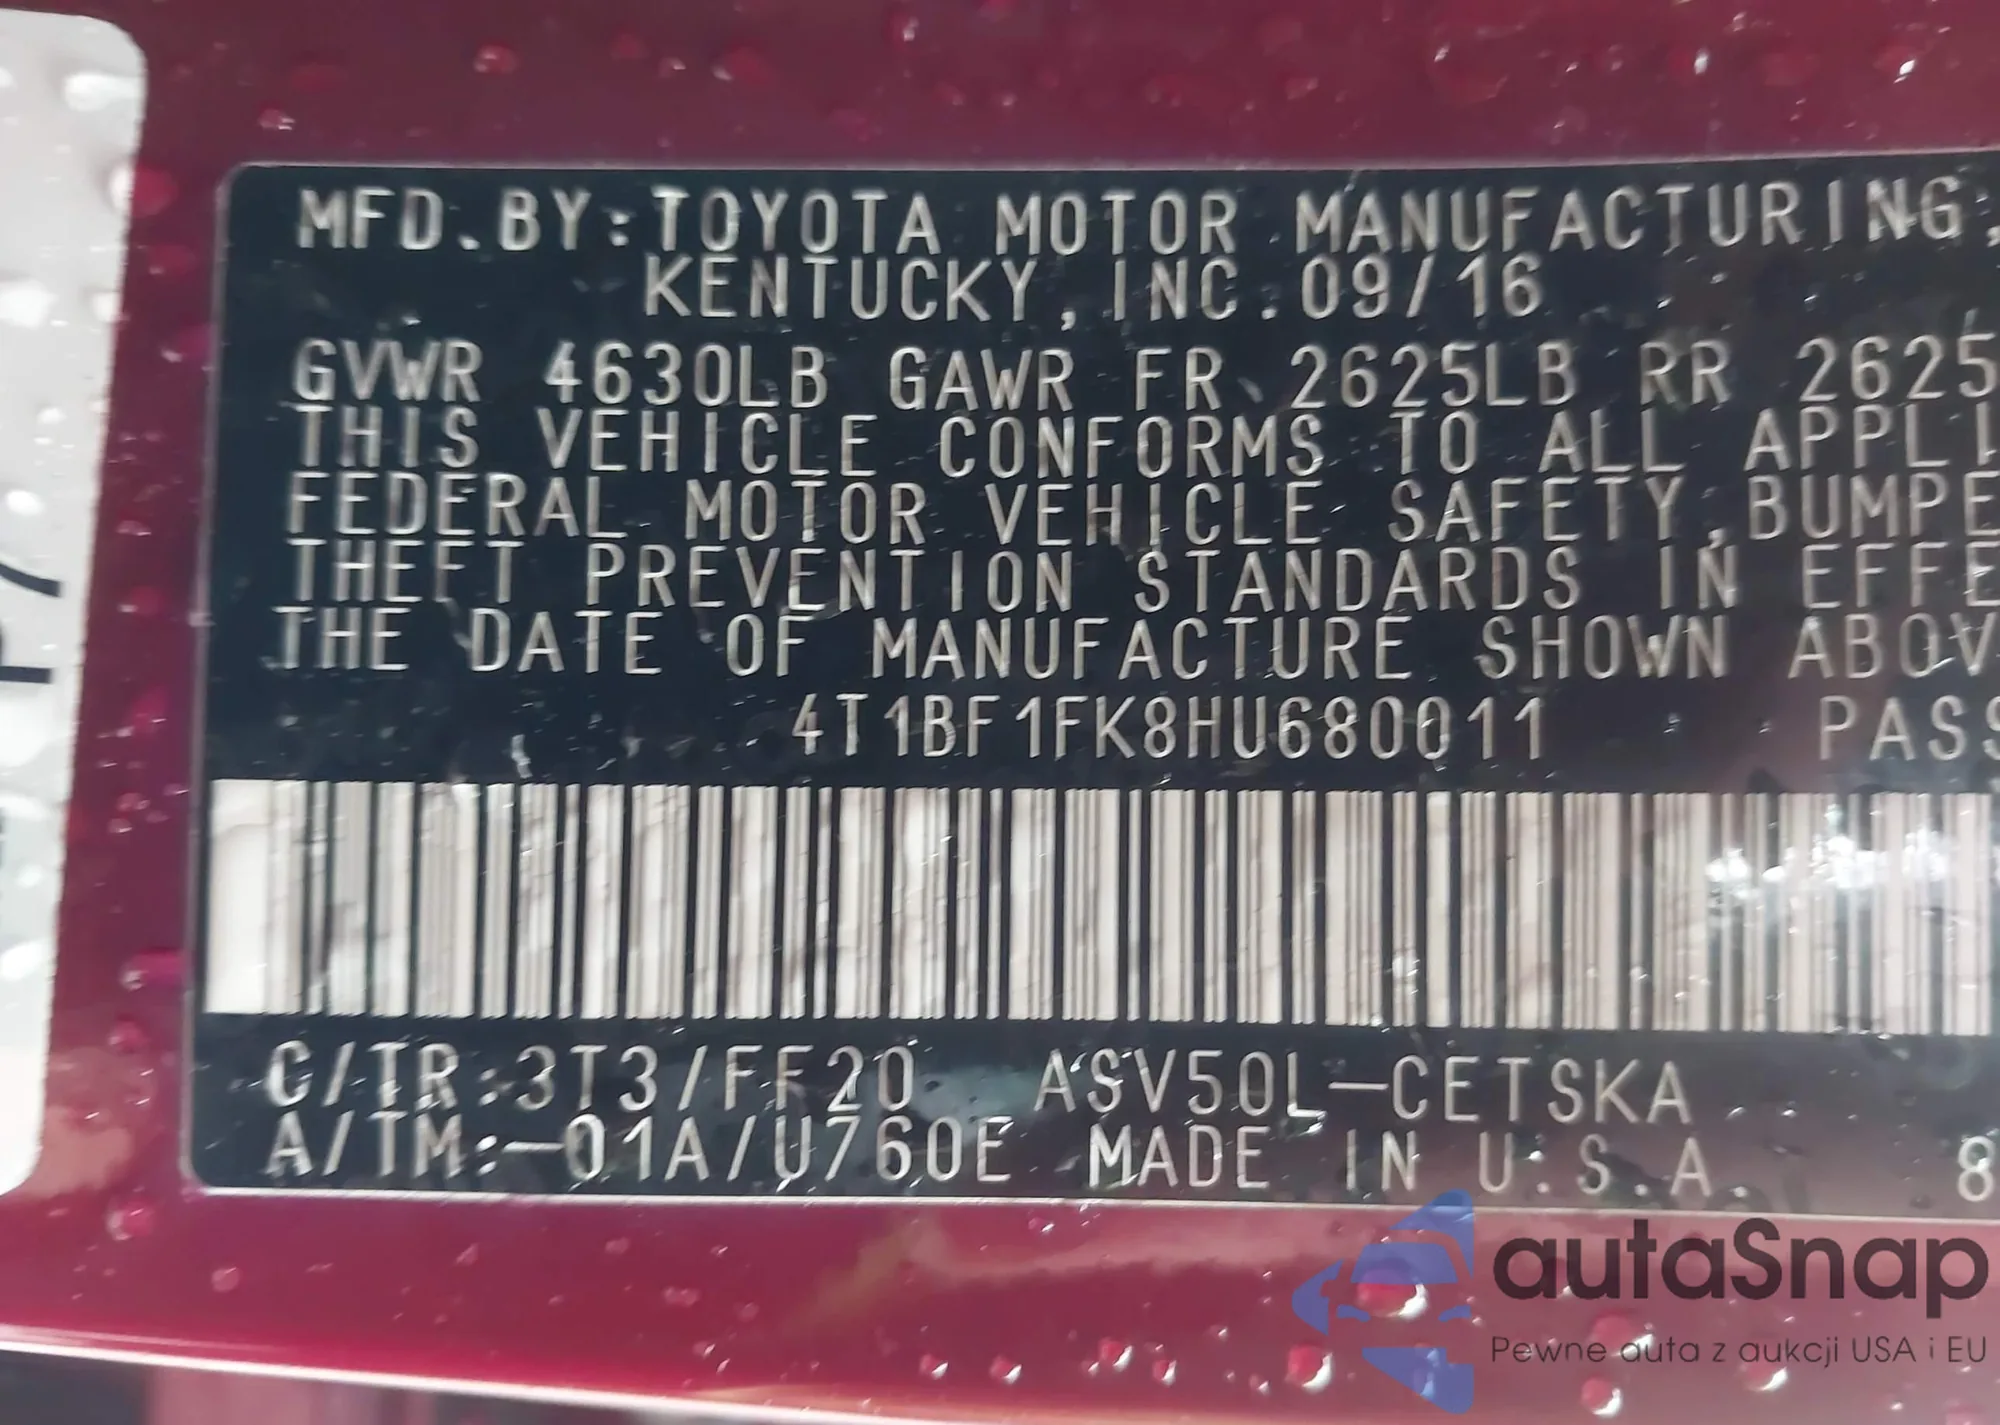 MFD.BY:TOYOTA MOTOR MANUFACTURING,
KENTUCKY, INC. 09/16
GVWR 4630LB GAWR FR 2625LB RR 2625
THIS VEHICLE CONFORMS TO ALL APPLI
FEDERAL MOTOR VEHICLE SAFETY,BUMPE
THEFT PREVENTION STANDARDS IN EFFE
THE DATE OF MANUFACTURE SHOWN ABOV
4T1BF1FK8HU680011 PASS
C/TR:3T3/FF20 ASV50L-CETSKA
A/TM:-01A/U760E MADE IN U.S.A. 8
autaSnap
Pewne auta z aukcji USA i EU